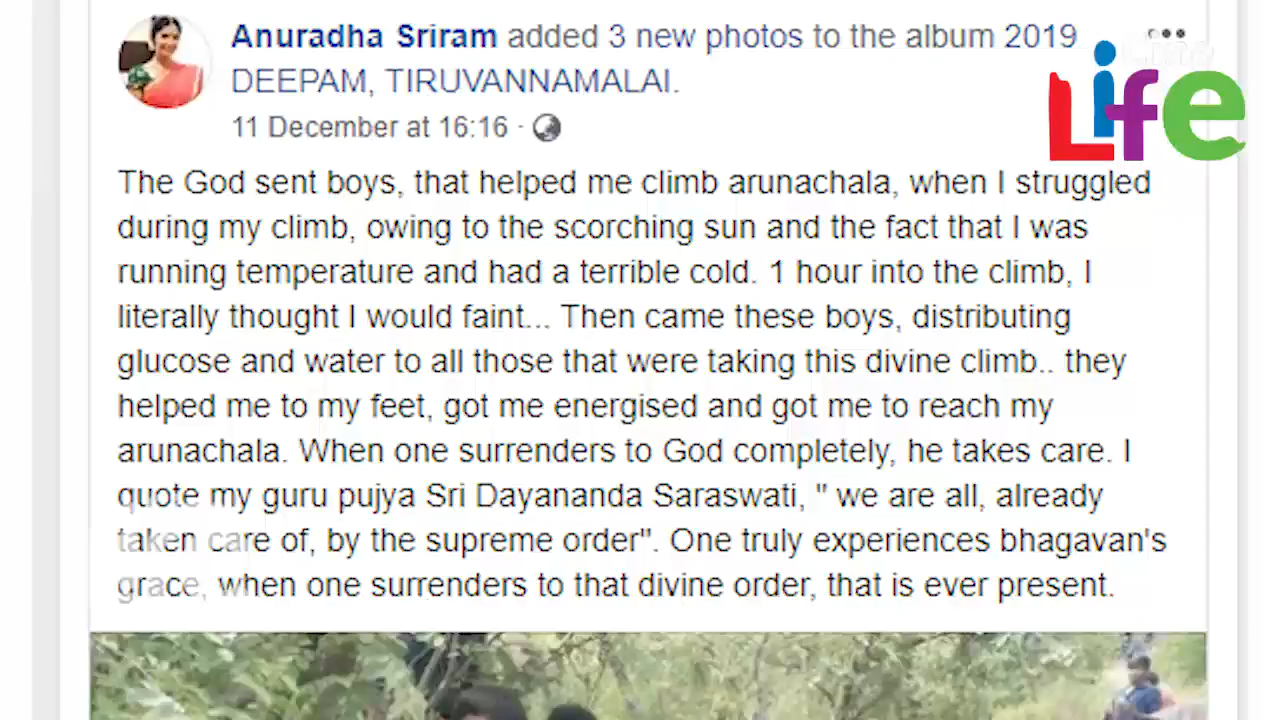 Anuradha Sriram added 3 new photos to the album 2019
DEEPAM, TIRUVANNAMALAI.
11 December at 16:16 ·
Life
The God sent boys, that helped me climb arunachala, when I struggled
during my climb, owing to the scorching sun and the fact that I was
running temperature and had a terrible cold. 1 hour into the climb, I
literally thought I would faint... Then came these boys, distributing
glucose and water to all those that were taking this divine climb.. they
helped me to my feet, got me energised and got me to reach my
arunachala. When one surrenders to God completely, he takes care. I
quote my guru pujya Sri Dayananda Saraswati, " we are all, already
taken care of, by the supreme order". One truly experiences bhagavan's
grace, when one surrenders to that divine order, that is ever present.